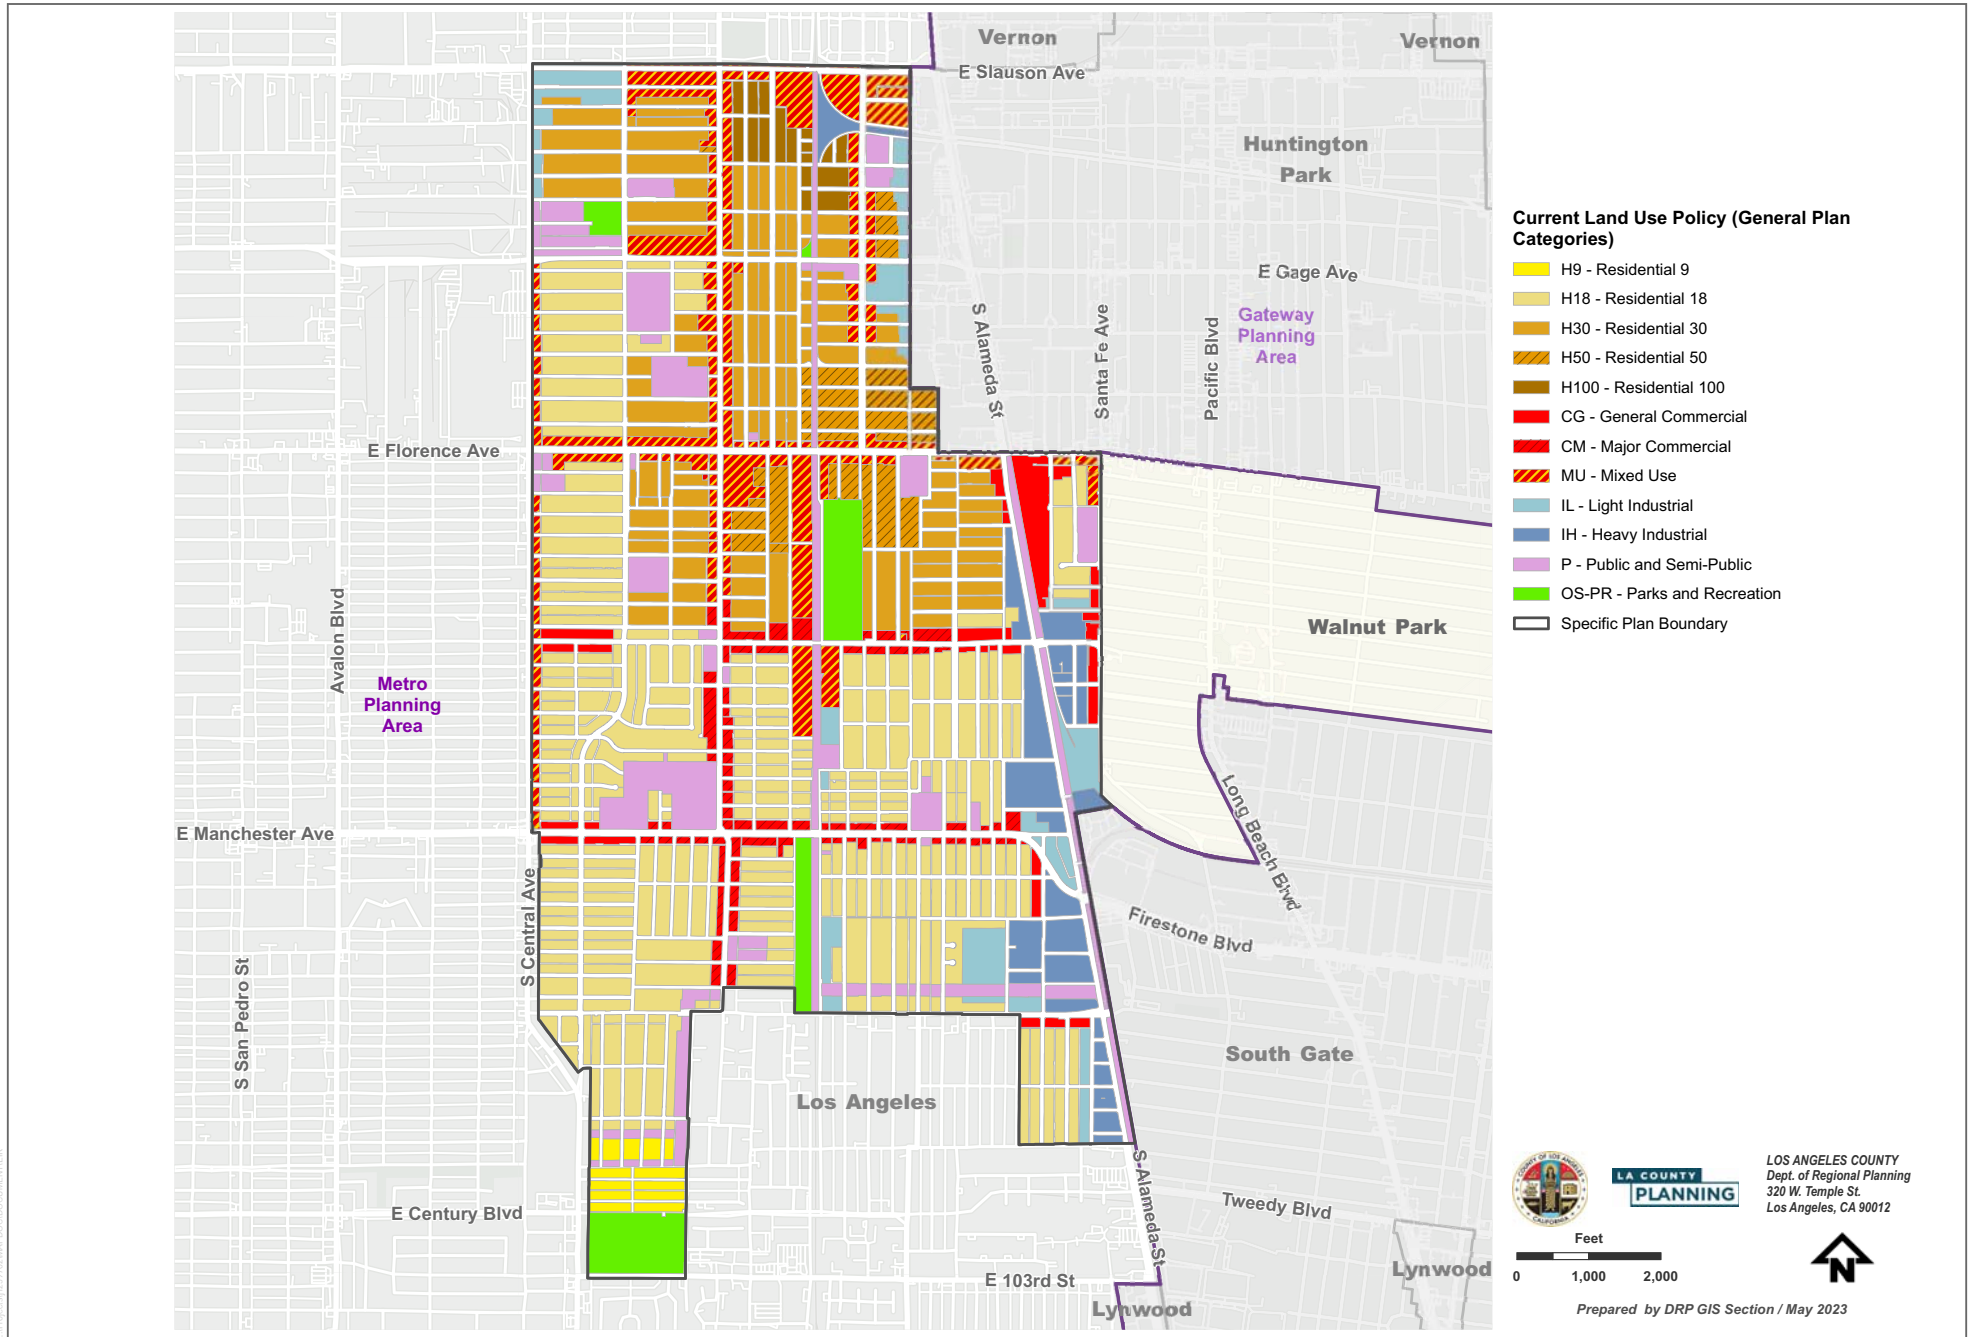 Vernon
Vernon
E Slauson Ave
Huntington
Park
E Gage Ave
Gateway
Planning
Area
S Alameda St
Santa Fe Ave
Pacific Blvd
E Florence Ave
Avalon Blvd
Walnut Park
Metro
Planning
Area
Long Beach Blvd
E Manchester Ave
S Central Ave
Firestone Blvd
S San Pedro St
South Gate
Los Angeles
S Alameda St
Tweedy Blvd
E Century Blvd
E 103rd St
Lynwood
Lynwood
Current Land Use Policy (General Plan
Categories)
H9 - Residential 9
H18 - Residential 18
H30 - Residential 30
H50 - Residential 50
H100 - Residential 100
CG - General Commercial
CM - Major Commercial
MU - Mixed Use
IL - Light Industrial
IH - Heavy Industrial
P - Public and Semi-Public
OS-PR - Parks and Recreation
Specific Plan Boundary
COUNTY OF LOS ANGELES
CALIFORNIA
LA COUNTY
PLANNING
LOS ANGELES COUNTY
Dept. of Regional Planning
320 W. Temple St.
Los Angeles, CA 90012
Feet
0 1,000 2,000
N
Prepared by DRP GIS Section / May 2023